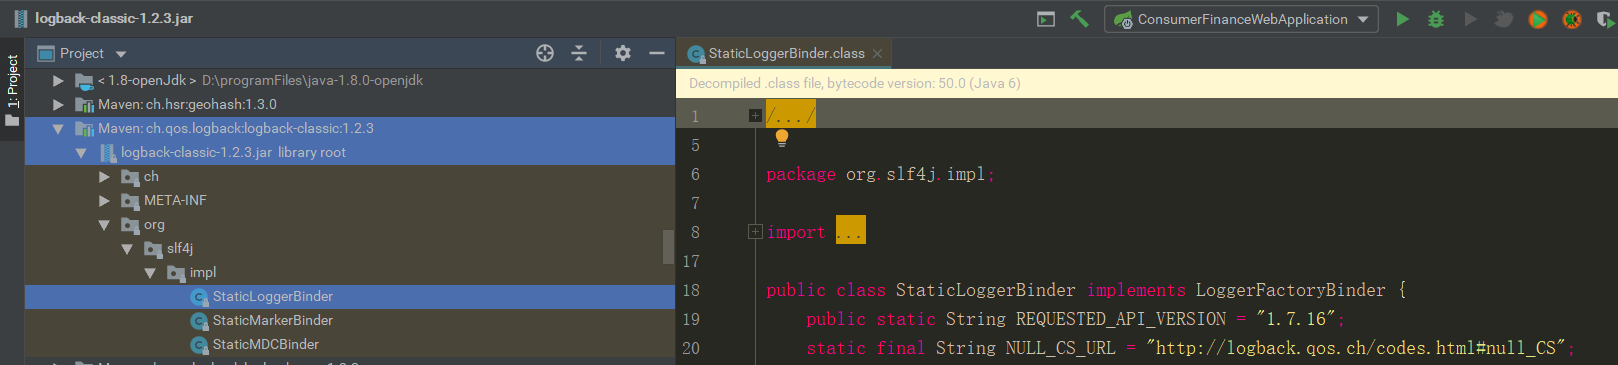 logback-classic-1.2.3.jar
ConsumerFinanceWebApplication
1: Project
Project
< 1.8-openJdk > D:\programFiles\java-1.8.0-openjdk
Maven: ch.hsr:geohash:1.3.0
Maven: ch.qos.logback:logback-classic:1.2.3
logback-classic-1.2.3.jar library root
ch
META-INF
org
slf4j
impl
StaticLoggerBinder
StaticMarkerBinder
StaticMDCBinder
StaticLoggerBinder.class
Decompiled .class file, bytecode version: 50.0 (Java 6)
1 /.../
5
6 package org.slf4j.impl;
7
8 import ...
17
18 public class StaticLoggerBinder implements LoggerFactoryBinder {
19 public static String REQUESTED_API_VERSION = "1.7.16";
20 static final String NULL_CS_URL = "http://logback.qos.ch/codes.html#null_CS";